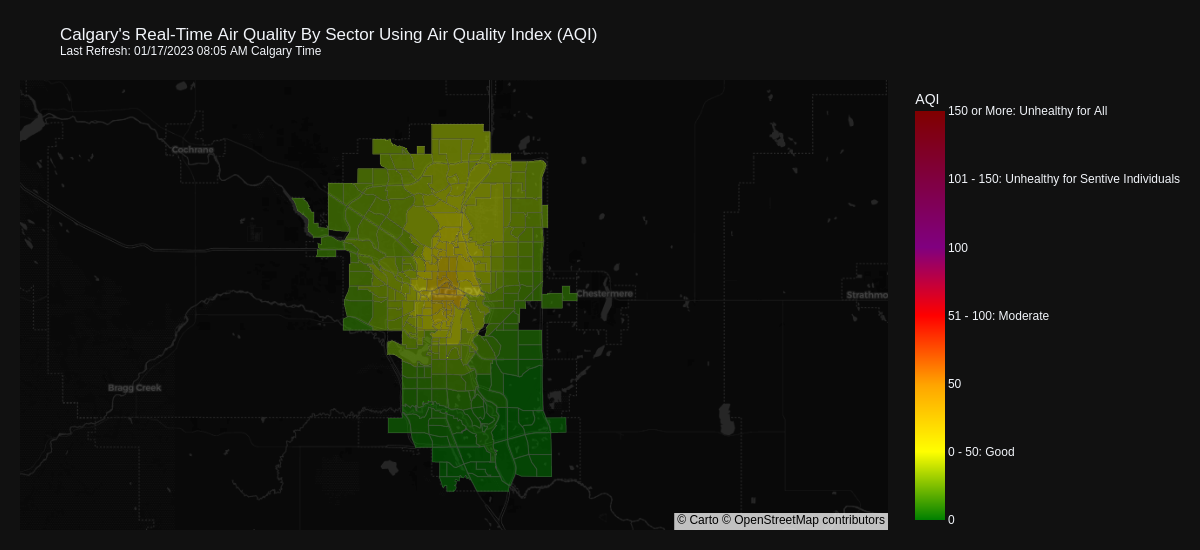 Calgary's Real-Time Air Quality By Sector Using Air Quality Index (AQI)
Last Refresh: 01/17/2023 08:05 AM Calgary Time
AQI
150 or More: Unhealthy for All
Cochrane
101 - 150: Unhealthy for Sentive Individuals
100
Chestermere
Strathmo
51 - 100: Moderate
Bragg Creek
50
0 - 50: Good
0
© Carto © OpenStreetMap contributors